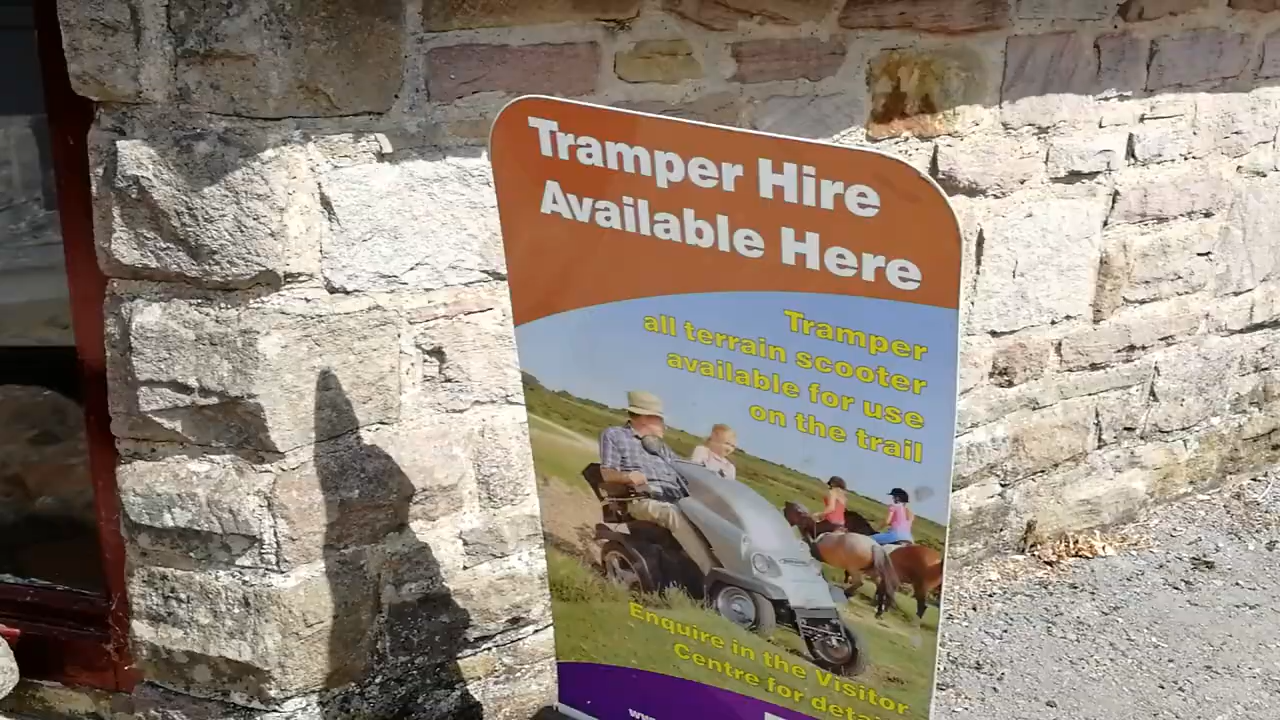 Tramper Hire
Available Here
Tramper
all terrain scooter
available for use
on the trail
Enquire in the Visitor
Centre for